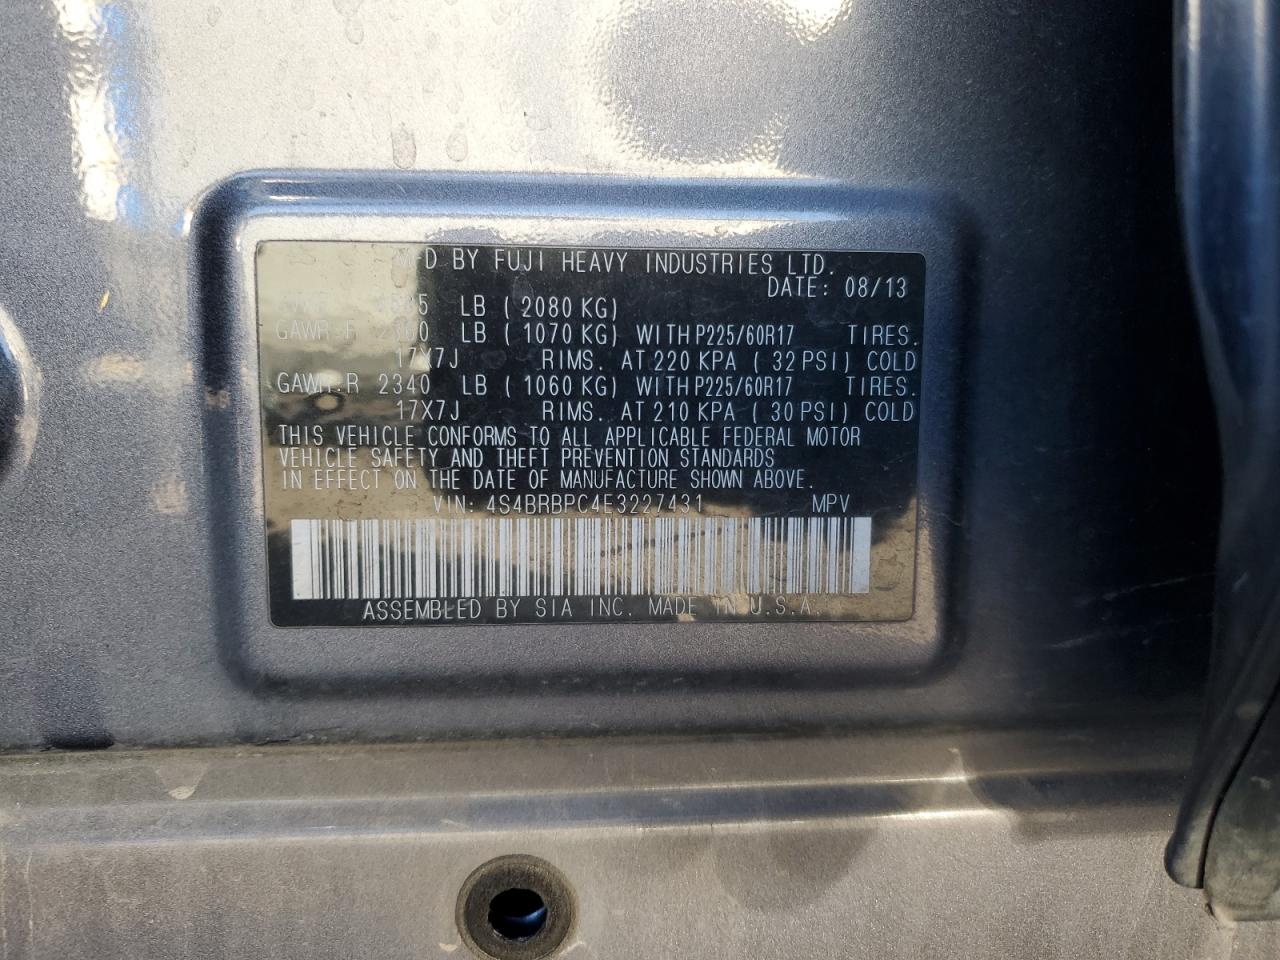 MFD BY FUJI HEAVY INDUSTRIES LTD.
DATE: 08/13
LB ( 2080 KG)
GAWR:F LB ( 1070 KG) WITH P225/60R17 TIRES.
17X7J RIMS. AT 220 KPA ( 32 PSI) COLD
GAWR:R 2340 LB ( 1060 KG) WITH P225/60R17 TIRES.
17X7J RIMS. AT 210 KPA ( 30 PSI) COLD
THIS VEHICLE CONFORMS TO ALL APPLICABLE FEDERAL MOTOR
VEHICLE SAFETY AND THEFT PREVENTION STANDARDS
IN EFFECT ON THE DATE OF MANUFACTURE SHOWN ABOVE.
VIN: 4S4BRBPC4E3227431 MPV
ASSEMBLED BY SIA INC. MADE IN U.S.A.